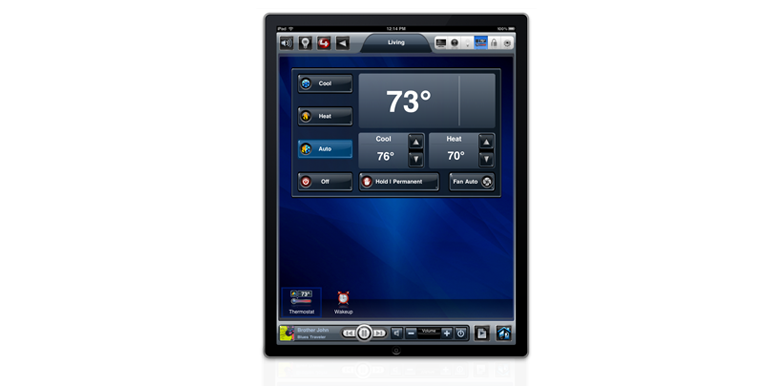 iPad
12:14 PM
100%
Living
Cool
73°
Heat
Cool
76°
Heat
70°
Auto
Off
Hold | Permanent
Fan Auto
73°
Thermostat
Wakeup
Brother John
Blues Traveler
Volume